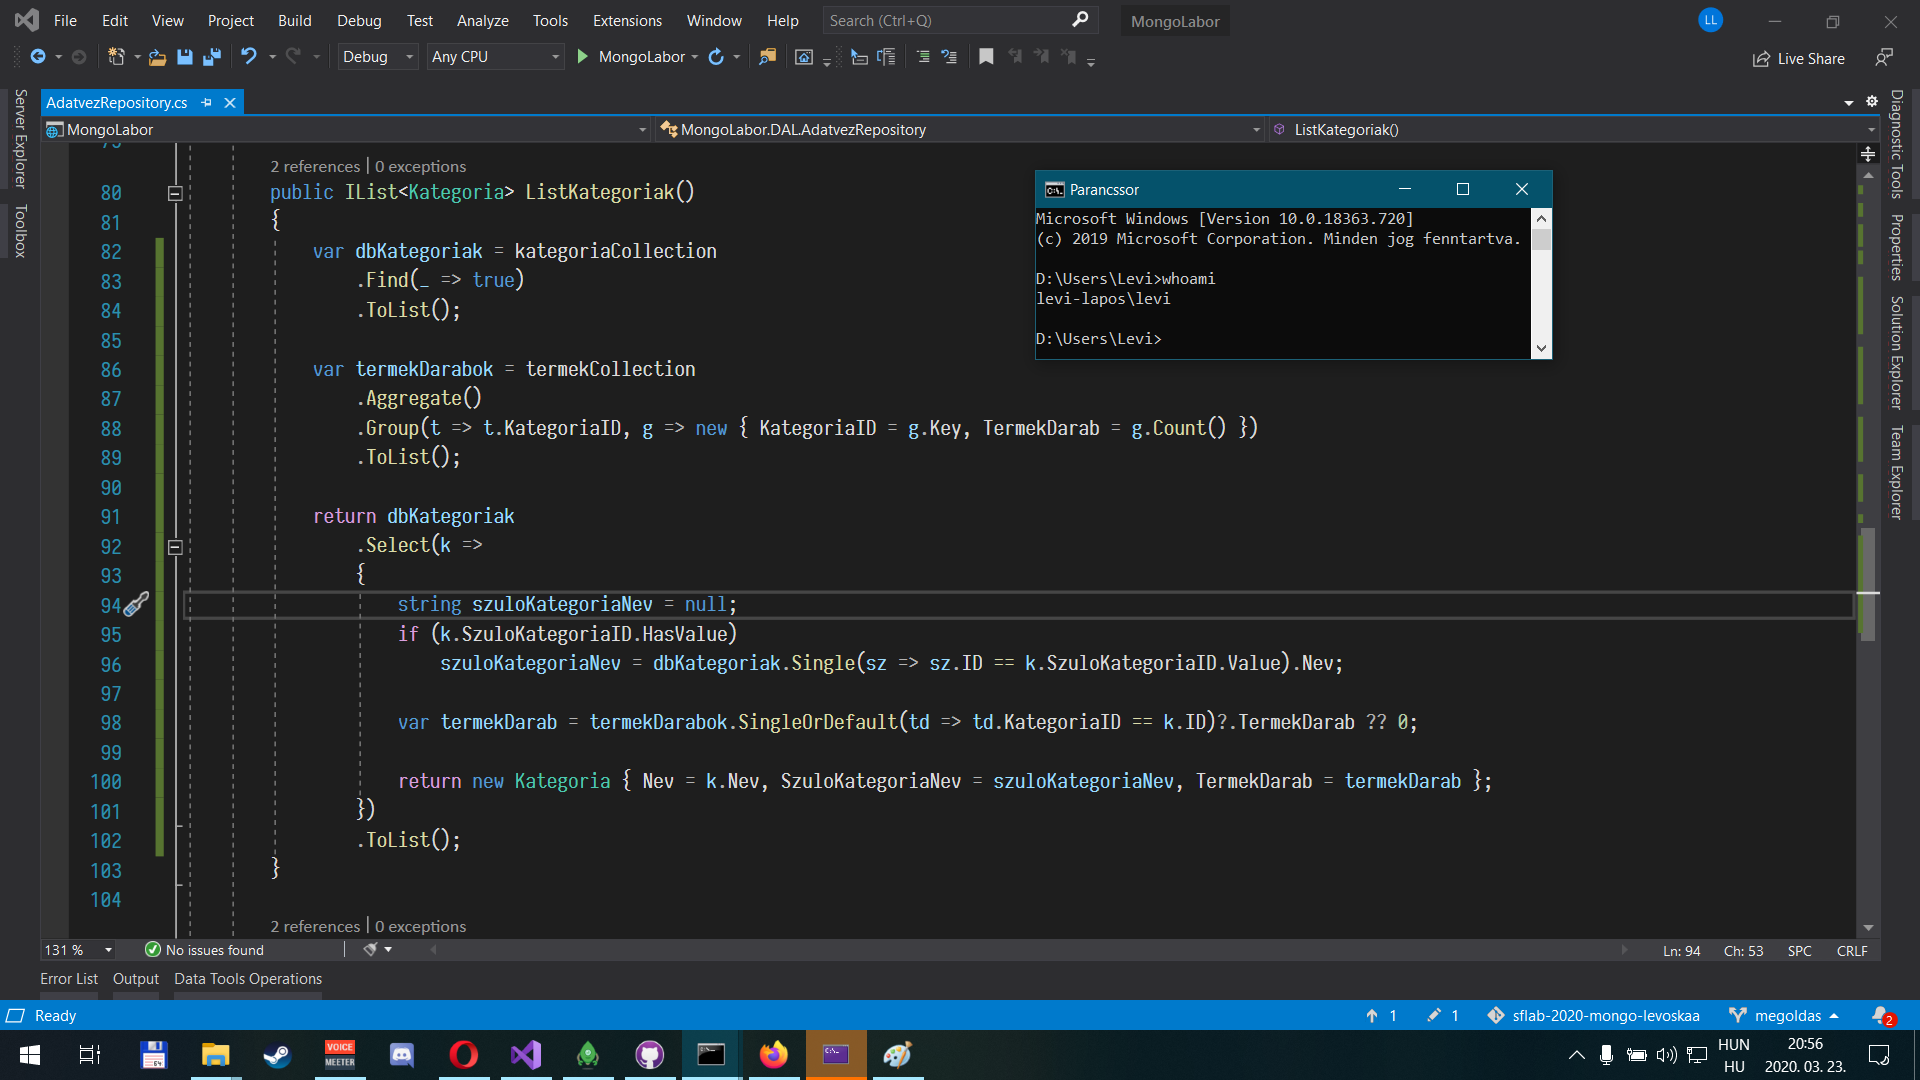 File Edit View Project Build Debug Test Analyze Tools Extensions Window Help Search (Ctrl+Q) MongoLabor LL
Debug Any CPU MongoLabor Live Share
Server Explorer
Toolbox
AdatvezRepository.cs
MongoLabor MongoLabor.DAL.AdatvezRepository ListKategoriak()
2 references | 0 exceptions
80 public IList<Kategoria> ListKategoriak()
81 {
82 var dbKategoriak = kategoriaCollection
83 .Find(_ => true)
84 .ToList();
85
86 var termekDarabok = termekCollection
87 .Aggregate()
88 .Group(t => t.KategoriaID, g => new { KategoriaID = g.Key, TermekDarab = g.Count() })
89 .ToList();
90
91 return dbKategoriak
92 .Select(k =>
93 {
94 string szuloKategoriaNev = null;
95 if (k.SzuloKategoriaID.HasValue)
96 szuloKategoriaNev = dbKategoriak.Single(sz => sz.ID == k.SzuloKategoriaID.Value).Nev;
97
98 var termekDarab = termekDarabok.SingleOrDefault(td => td.KategoriaID == k.ID)?.TermekDarab ?? 0;
99
100 return new Kategoria { Nev = k.Nev, SzuloKategoriaNev = szuloKategoriaNev, TermekDarab = termekDarab };
101 })
102 .ToList();
103 }
104
2 references | 0 exceptions
Parancssor
Microsoft Windows [Version 10.0.18363.720]
(c) 2019 Microsoft Corporation. Minden jog fenntartva.
D:\Users\Levi>whoami
levi-lapos\levi
D:\Users\Levi>
Diagnostic Tools
Properties
Solution Explorer
Team Explorer
131 % No issues found Ln: 94 Ch: 53 SPC CRLF
Error List Output Data Tools Operations
Ready 1 1 sflab-2020-mongo-levoskaa megoldas 2
E4 VOICE MEETER HUN 20:56
HU 2020. 03. 23.